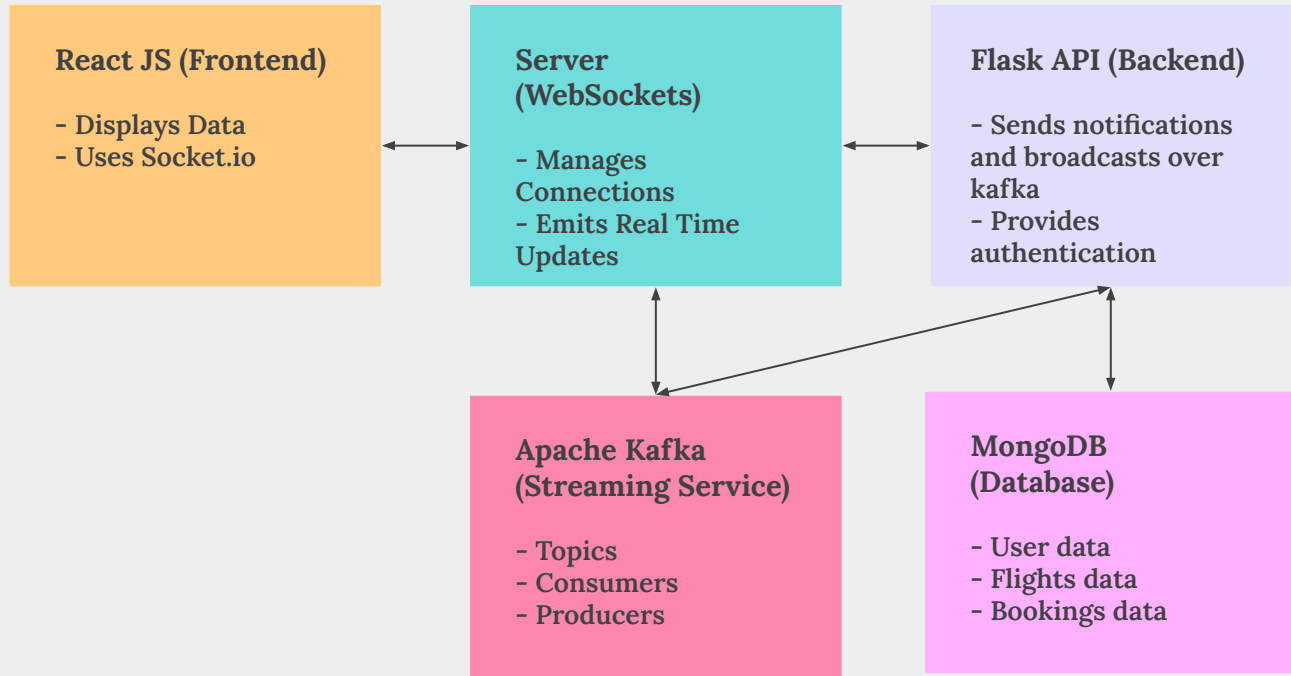 React JS (Frontend)
- Displays Data
- Uses Socket.io
Server
(WebSockets)
- Manages
Connections
- Emits Real Time
Updates
Flask API (Backend)
- Sends notifications
and broadcasts over
kafka
- Provides
authentication
Apache Kafka
(Streaming Service)
- Topics
- Consumers
- Producers
MongoDB
(Database)
- User data
- Flights data
- Bookings data